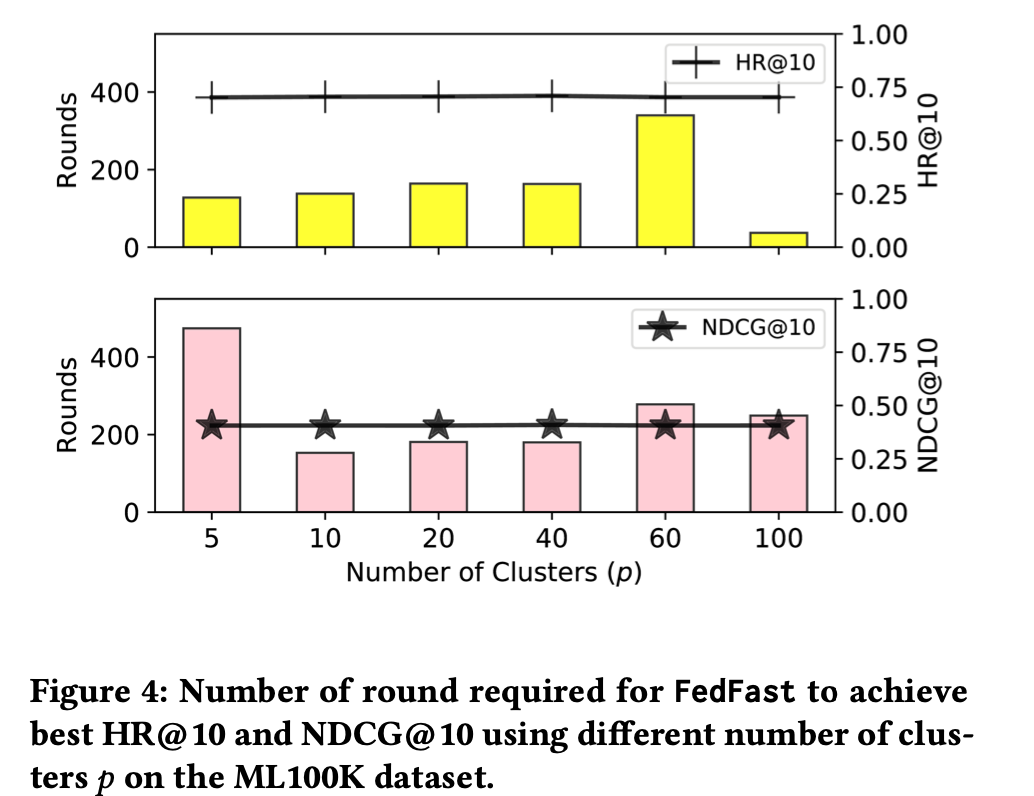 1.00
HR@10
400
0.75
Rounds
0.50
HR@10
200
0.25
0
0.00
1.00
NDCG@10
400
0.75
Rounds
0.50
NDCG@10
200
0.25
0
0.00
5 10 20 40 60 100
Number of Clusters (p)
Figure 4: Number of round required for FedFast to achieve
best HR@10 and NDCG@10 using different number of clus-
ters p on the ML100K dataset.